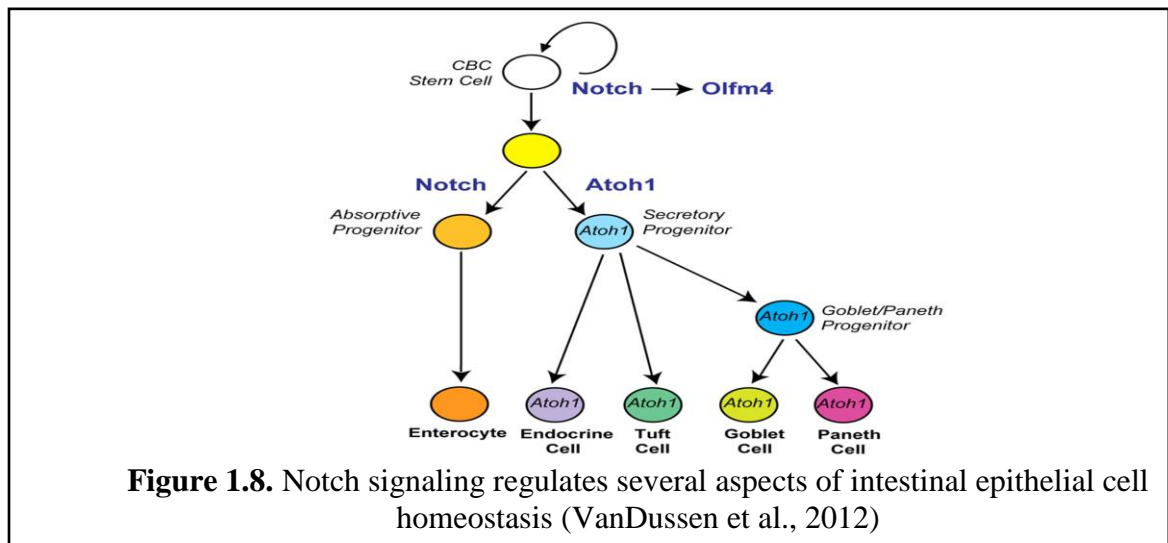 CBC
Stem Cell
Notch → Olfm4
Notch
Atoh1
Absorptive
Progenitor
Atoh1
Secretory
Progenitor
Atoh1
Goblet/Paneth
Progenitor
Atoh1
Atoh1
Atoh1
Atoh1
Enterocyte
Endocrine
Cell
Tuft
Cell
Goblet
Cell
Paneth
Cell
Figure 1.8. Notch signaling regulates several aspects of intestinal epithelial cell
homeostasis (VanDussen et al., 2012)